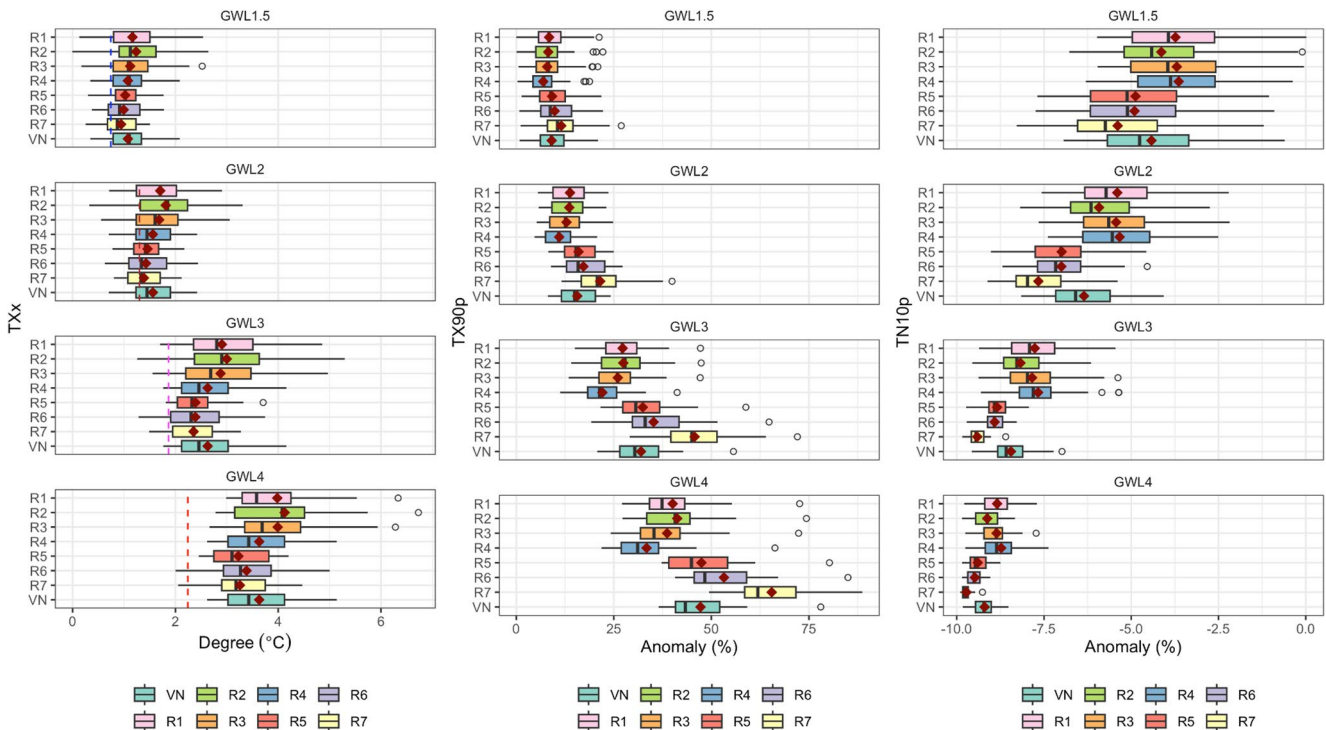 TXx
GWL1.5
R1
R2
R3
R4
R5
R6
R7
VN
GWL2
R1
R2
R3
R4
R5
R6
R7
VN
GWL3
R1
R2
R3
R4
R5
R6
R7
VN
GWL4
R1
R2
R3
R4
R5
R6
R7
VN
0 2 4 6
Degree (°C)
VN R2 R4 R6
R1 R3 R5 R7
TX90p
GWL1.5
R1
R2
R3
R4
R5
R6
R7
VN
GWL2
R1
R2
R3
R4
R5
R6
R7
VN
GWL3
R1
R2
R3
R4
R5
R6
R7
VN
GWL4
R1
R2
R3
R4
R5
R6
R7
VN
0 25 50 75
Anomaly (%)
VN R2 R4 R6
R1 R3 R5 R7
TN10p
GWL1.5
R1
R2
R3
R4
R5
R6
R7
VN
GWL2
R1
R2
R3
R4
R5
R6
R7
VN
GWL3
R1
R2
R3
R4
R5
R6
R7
VN
GWL4
R1
R2
R3
R4
R5
R6
R7
VN
-10.0 -7.5 -5.0 -2.5 0.0
Anomaly (%)
VN R2 R4 R6
R1 R3 R5 R7